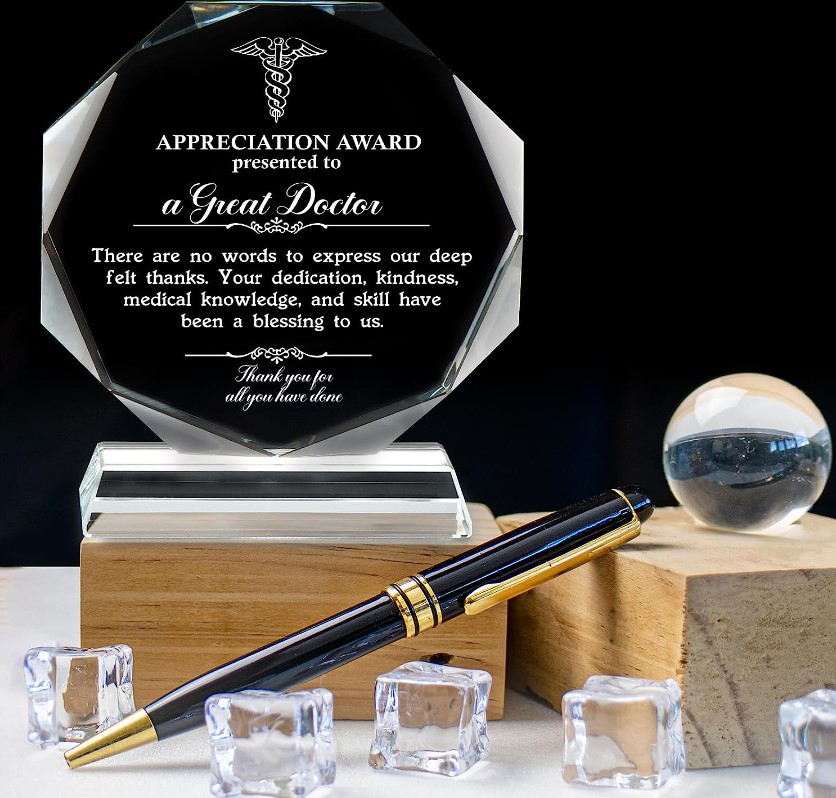 APPRECIATION AWARD
presented to
a Great Doctor
There are no words to express our deep
felt thanks. Your dedication, kindness,
medical knowledge, and skill have
been a blessing to us.
Thank you for
all you have done